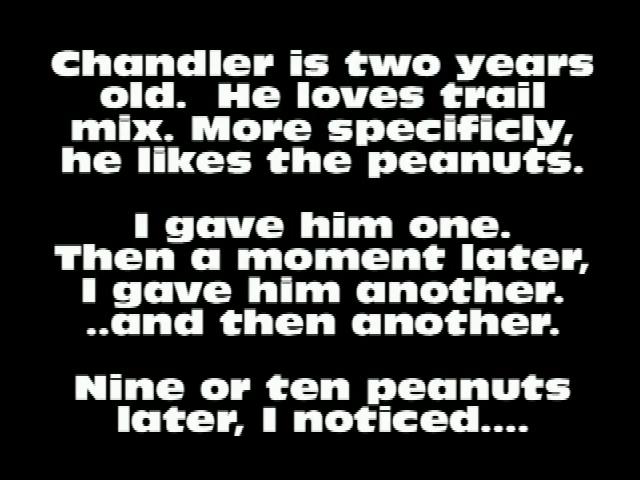 Chandler is two years
old.  He loves trail
mix. More specificly,
he likes the peanuts.
I gave him one.
Then a moment later,
I gave him another.
..and then another.
Nine or ten peanuts
later, I noticed....